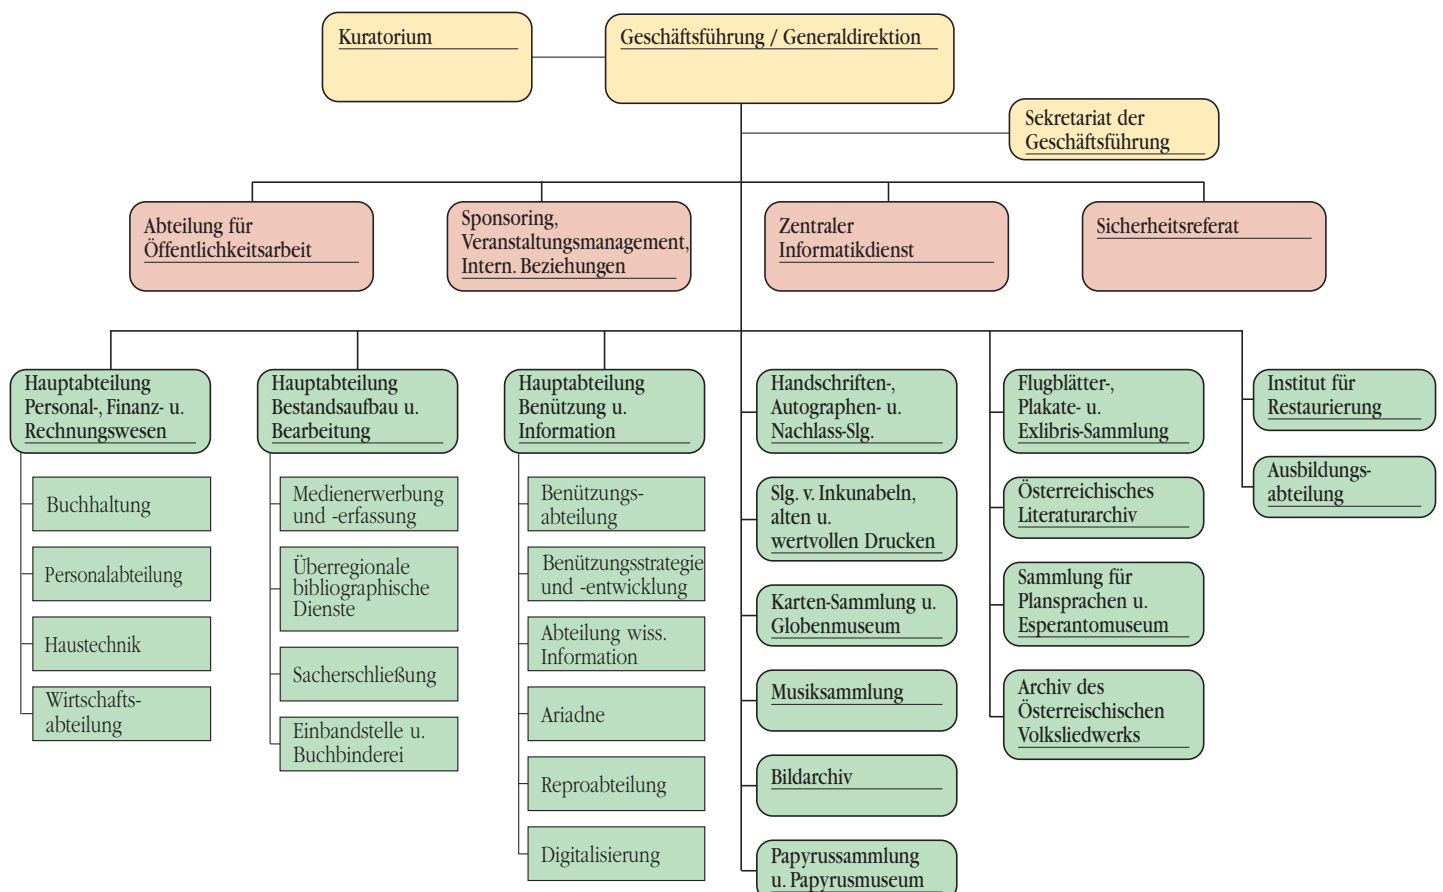 Kuratorium
Geschäftsführung / Generaldirektion
Sekretariat der
Geschäftsführung
Abteilung für
Öffentlichkeitsarbeit
Sponsoring,
Veranstaltungsmanagement,
Intern. Beziehungen
Zentraler
Informatikdienst
Sicherheitsreferat
Hauptabteilung
Personal-, Finanz- u.
Rechnungswesen
Buchhaltung
Personalabteilung
Haustechnik
Wirtschafts-
abteilung
Hauptabteilung
Bestandsaufbau u.
Bearbeitung
Medienerwerbung
und -erfassung
Überregionale
bibliographische
Dienste
Sacherschließung
Einbandstelle u.
Buchbinderei
Hauptabteilung
Benützung u.
Information
Benützungs-
abteilung
Benützungsstrategie
und -entwicklung
Abteilung wiss.
Information
Ariadne
Reproabteilung
Digitalisierung
Handschriften-,
Autographen- u.
Nachlass-Slg.
Slg. v. Inkunabeln,
alten u.
wertvollen Drucken
Karten-Sammlung u.
Globenmuseum
Musiksammlung
Bildarchiv
Papyrussammlung
u. Papyrusmuseum
Flugblätter-,
Plakate- u.
Exlibris-Sammlung
Österreichisches
Literaturarchiv
Sammlung für
Plansprachen u.
Esperantomuseum
Archiv des
Österreischischen
Volksliedwerks
Institut für
Restaurierung
Ausbildungs-
abteilung